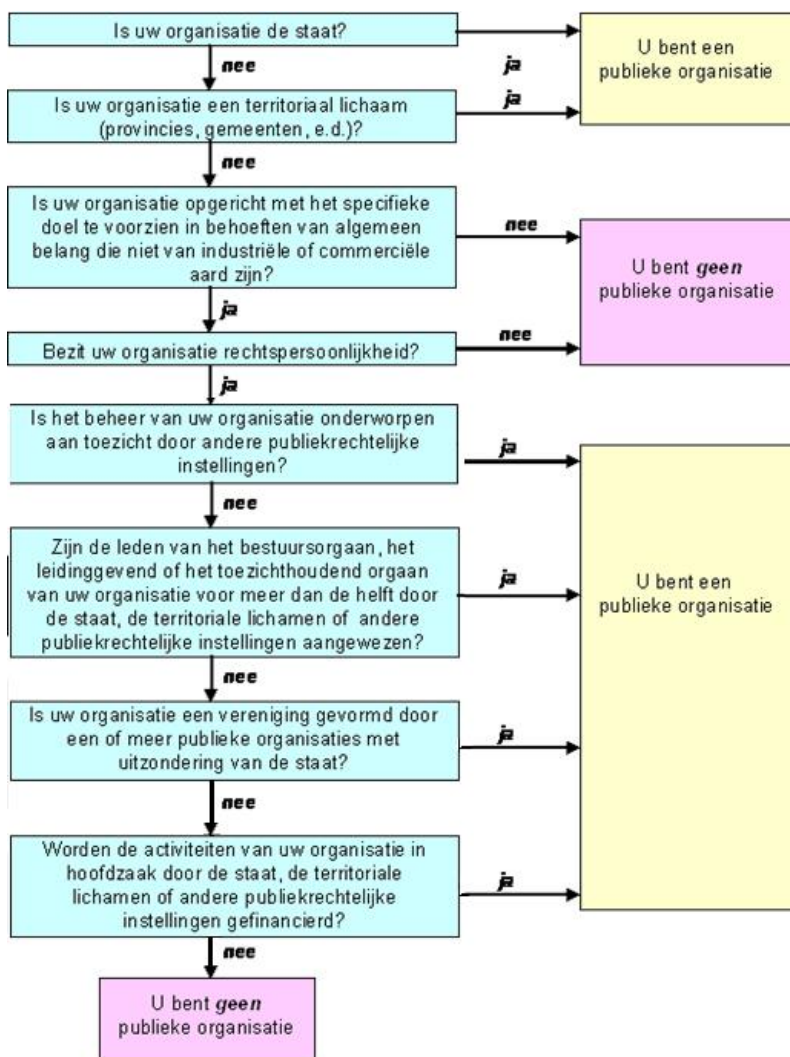 Is uw organisatie de staat?
ja
U bent een
publieke organisatie
nee
Is uw organisatie een territoriaal lichaam
(provincies, gemeenten, e.d.)?
ja
nee
Is uw organisatie opgericht met het specifieke
doel te voorzien in behoeften van algemeen
belang die niet van industriële of commerciële
aard zijn?
nee
U bent geen
publieke organisatie
ja
Bezit uw organisatie rechtspersoonlijkheid?
nee
ja
Is het beheer van uw organisatie onderworpen
aan toezicht door andere publiekrechtelijke
instellingen?
ja
nee
Zijn de leden van het bestuursorgaan, het
leidinggevend of het toezichthoudend orgaan
van uw organisatie voor meer dan de helft door
de staat, de territoriale lichamen of andere
publiekrechtelijke instellingen aangewezen?
ja
U bent een
publieke organisatie
nee
Is uw organisatie een vereniging gevormd door
een of meer publieke organisaties met
uitzondering van de staat?
ja
nee
Worden de activiteiten van uw organisatie in
hoofdzaak door de staat, de territoriale
lichamen of andere publiekrechtelijke
instellingen gefinancierd?
ja
nee
U bent geen
publieke organisatie